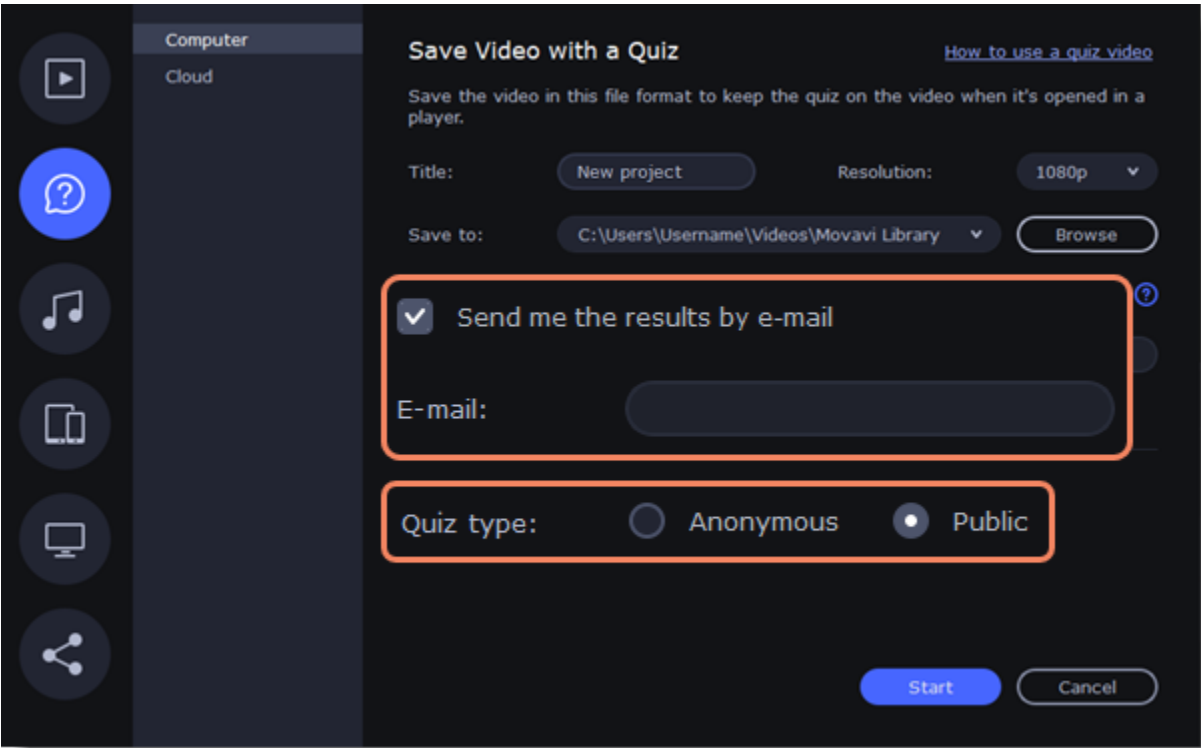 Computer
Cloud
Save Video with a Quiz
How to use a quiz video
Save the video in this file format to keep the quiz on the video when it's opened in a
player.
Title: New project Resolution: 1080p
Save to: C:\Users\Username\Videos\Movavi Library Browse
Send me the results by e-mail
E-mail:
Quiz type: Anonymous Public
Start Cancel